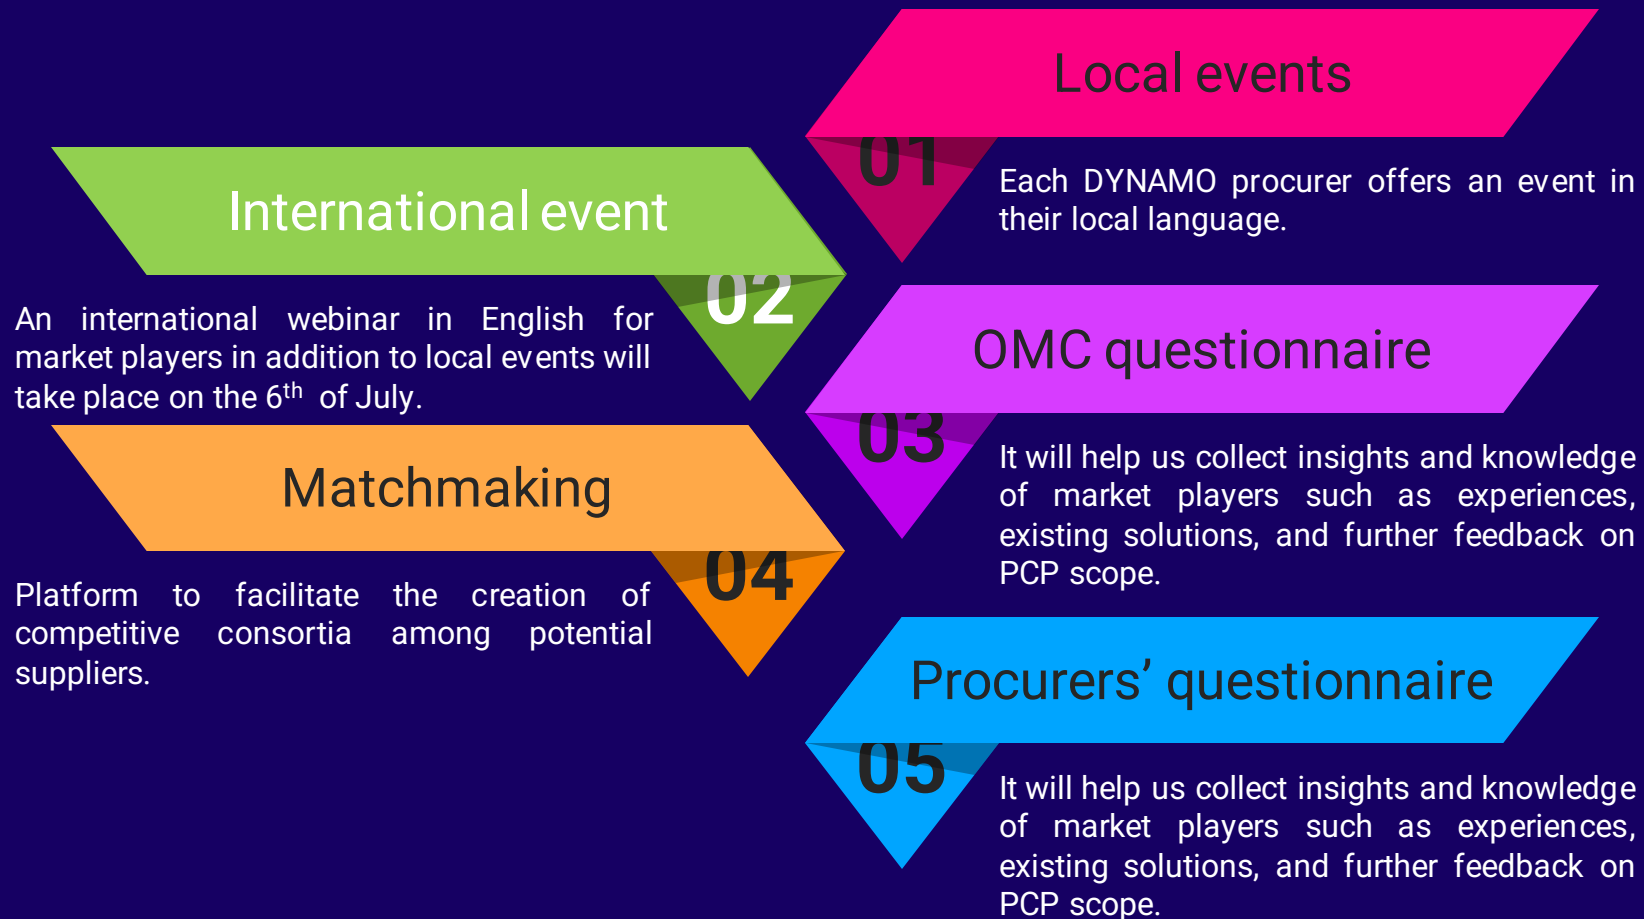 Local events
01
Each DYNAMO procurer offers an event in
their local language.
International event
02
An international webinar in English for
market players in addition to local events will
take place on the 6th of July.
OMC questionnaire
03
It will help us collect insights and knowledge
of market players such as experiences,
existing solutions, and further feedback on
PCP scope.
Matchmaking
04
Platform to facilitate the creation of
competitive consortia among potential
suppliers.
Procurers’ questionnaire
05
It will help us collect insights and knowledge
of market players such as experiences,
existing solutions, and further feedback on
PCP scope.